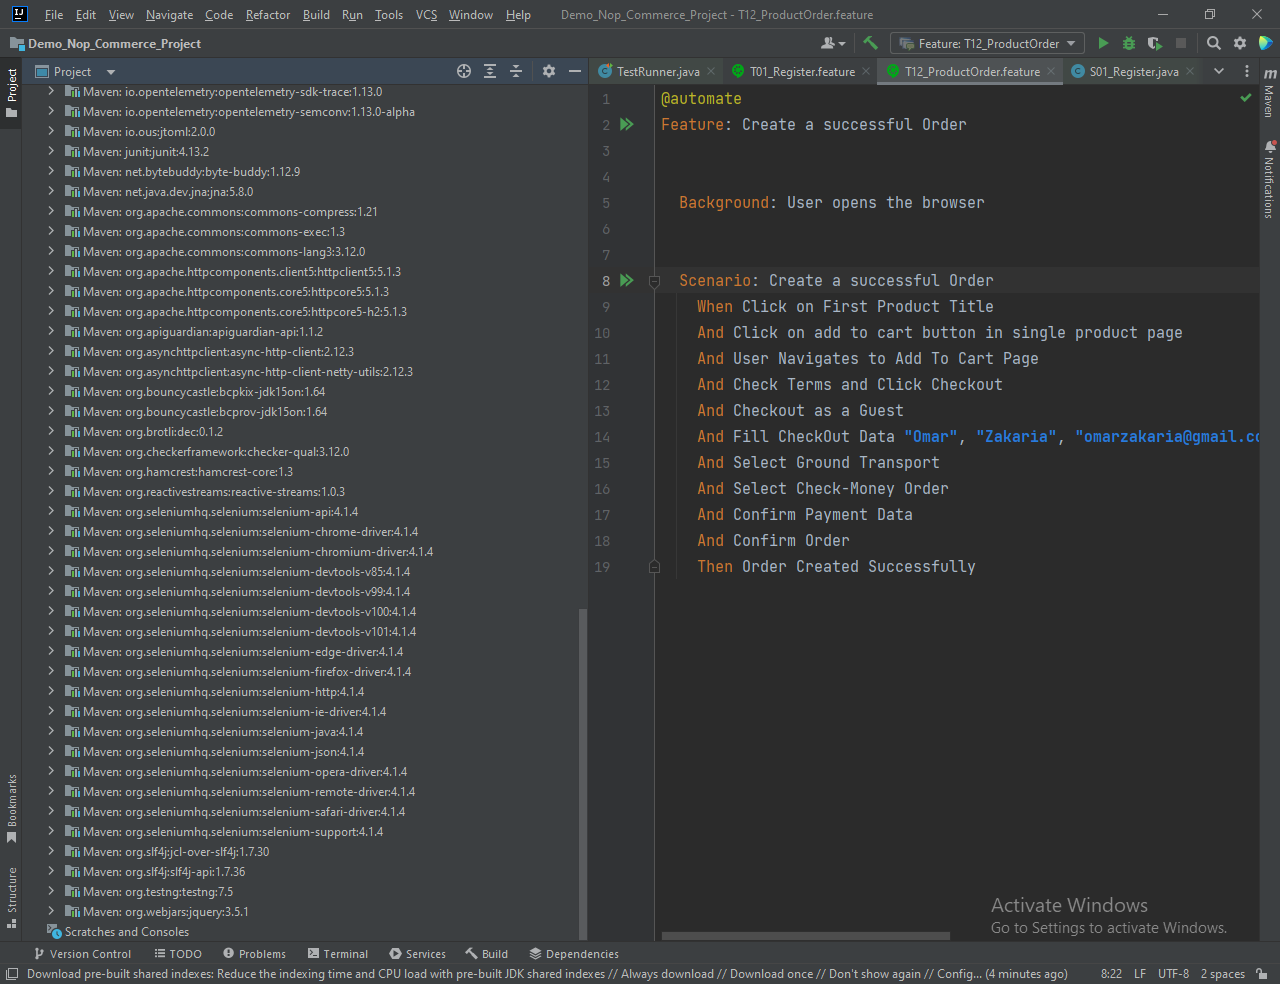 File Edit View Navigate Code Refactor Build Run Tools VCS Window Help Demo_Nop_Commerce_Project - T12_ProductOrder.feature
Demo_Nop_Commerce_Project Feature: T12_ProductOrder
Project
TestRunner.java T01_Register.feature T12_ProductOrder.feature S01_Register.java
Project
Bookmarks
Structure
Maven: io.opentelemetry:opentelemetry-sdk-trace:1.13.0
Maven: io.opentelemetry:opentelemetry-semconv:1.13.0-alpha
Maven: io.ous:jtoml:2.0.0
Maven: junit:junit:4.13.2
Maven: net.bytebuddy:byte-buddy:1.12.9
Maven: net.java.dev.jna:jna:5.8.0
Maven: org.apache.commons:commons-compress:1.21
Maven: org.apache.commons:commons-exec:1.3
Maven: org.apache.commons:commons-lang3:3.12.0
Maven: org.apache.httpcomponents.client5:httpclient5:5.1.3
Maven: org.apache.httpcomponents.core5:httpcore5:5.1.3
Maven: org.apache.httpcomponents.core5:httpcore5-h2:5.1.3
Maven: org.apiguardian:apiguardian-api:1.1.2
Maven: org.asynchttpclient:async-http-client:2.12.3
Maven: org.asynchttpclient:async-http-client-netty-utils:2.12.3
Maven: org.bouncycastle:bcpkix-jdk15on:1.64
Maven: org.bouncycastle:bcprov-jdk15on:1.64
Maven: org.brotli:dec:0.1.2
Maven: org.checkerframework:checker-qual:3.12.0
Maven: org.hamcrest:hamcrest-core:1.3
Maven: org.reactivestreams:reactive-streams:1.0.3
Maven: org.seleniumhq.selenium:selenium-api:4.1.4
Maven: org.seleniumhq.selenium:selenium-chrome-driver:4.1.4
Maven: org.seleniumhq.selenium:selenium-chromium-driver:4.1.4
Maven: org.seleniumhq.selenium:selenium-devtools-v85:4.1.4
Maven: org.seleniumhq.selenium:selenium-devtools-v99:4.1.4
Maven: org.seleniumhq.selenium:selenium-devtools-v100:4.1.4
Maven: org.seleniumhq.selenium:selenium-devtools-v101:4.1.4
Maven: org.seleniumhq.selenium:selenium-edge-driver:4.1.4
Maven: org.seleniumhq.selenium:selenium-firefox-driver:4.1.4
Maven: org.seleniumhq.selenium:selenium-http:4.1.4
Maven: org.seleniumhq.selenium:selenium-ie-driver:4.1.4
Maven: org.seleniumhq.selenium:selenium-java:4.1.4
Maven: org.seleniumhq.selenium:selenium-json:4.1.4
Maven: org.seleniumhq.selenium:selenium-opera-driver:4.1.4
Maven: org.seleniumhq.selenium:selenium-remote-driver:4.1.4
Maven: org.seleniumhq.selenium:selenium-safari-driver:4.1.4
Maven: org.seleniumhq.selenium:selenium-support:4.1.4
Maven: org.slf4j:jcl-over-slf4j:1.7.30
Maven: org.slf4j:slf4j-api:1.7.36
Maven: org.testng:testng:7.5
Maven: org.webjars:jquery:3.5.1
Scratches and Consoles
1 @automate
2 Feature: Create a successful Order
3
4
5 Background: User opens the browser
6
7
8 Scenario: Create a successful Order
9 When Click on First Product Title
10 And Click on add to cart button in single product page
11 And User Navigates to Add To Cart Page
12 And Check Terms and Click Checkout
13 And Checkout as a Guest
14 And Fill CheckOut Data "Omar", "Zakaria", "omarzakaria@gmail.co
15 And Select Ground Transport
16 And Select Check-Money Order
17 And Confirm Payment Data
18 And Confirm Order
19 Then Order Created Successfully
Maven
Notifications
Activate Windows
Go to Settings to activate Windows.
Version Control TODO Problems Terminal Services Build Dependencies
Download pre-built shared indexes: Reduce the indexing time and CPU load with pre-built JDK shared indexes // Always download // Download once // Don't show again // Config... (4 minutes ago) 8:22 LF UTF-8 2 spaces